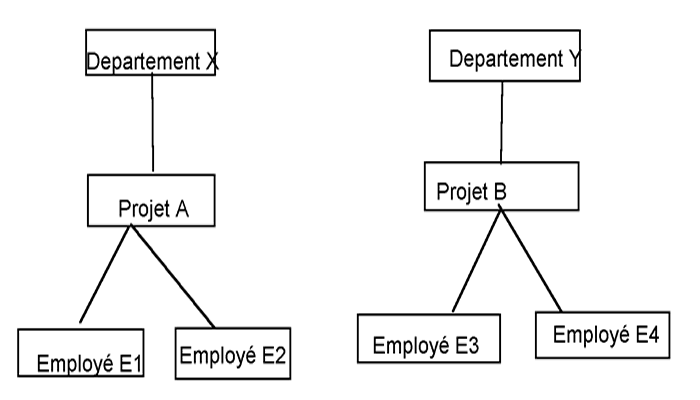 Departement X
Departement Y
Projet A
Projet B
Employé E1
Employé E2
Employé E3
Employé E4